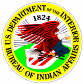 U.S. DEPARTMENT OF THE INTERIOR
1824
BUREAU OF INDIAN AFFAIRS